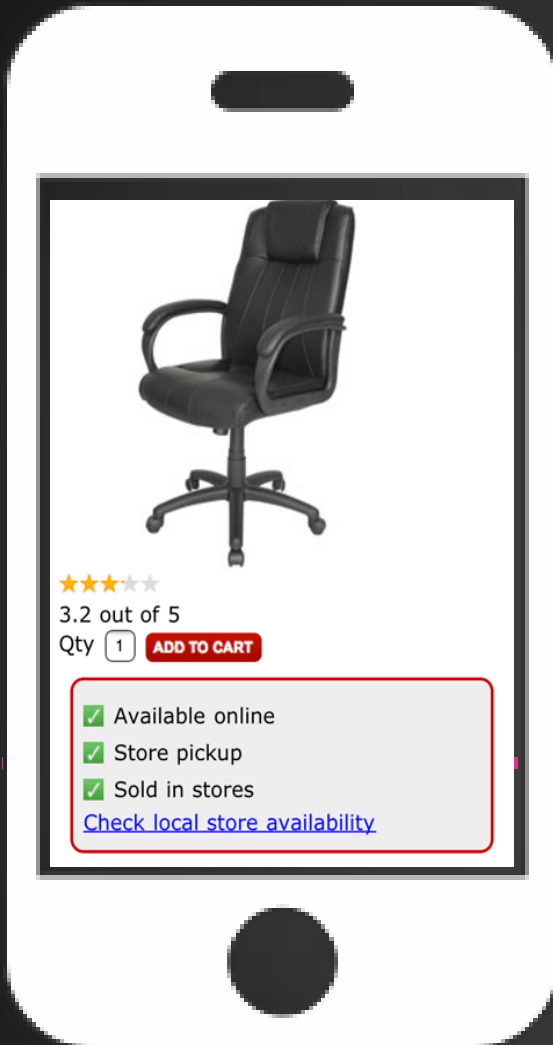 3.2 out of 5
Qty 1 ADD TO CART
Available online
Store pickup
Sold in stores
Check local store availability